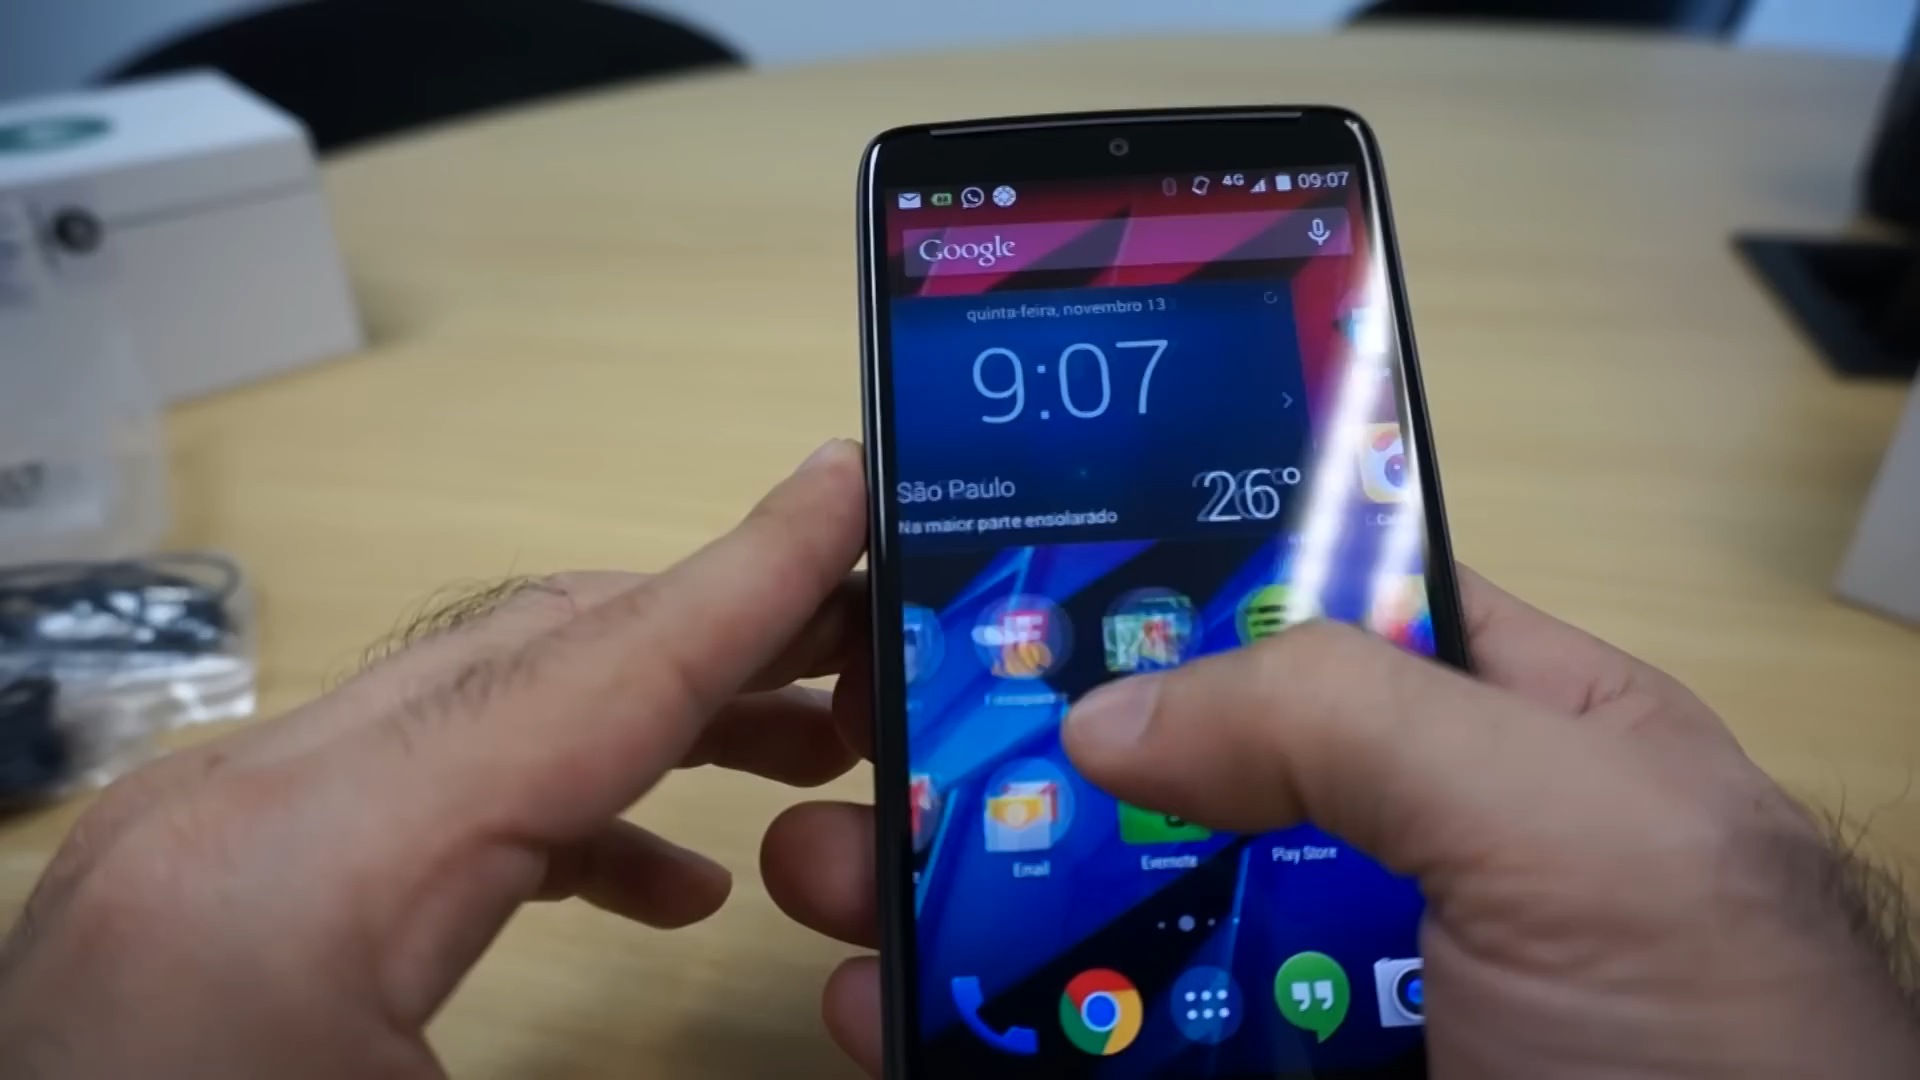 4G 09:07
Google
quinta-feira, novembro 13
9:07
São Paulo
26°
Na maior parte ensolarado
Email
Evernote
Play Store